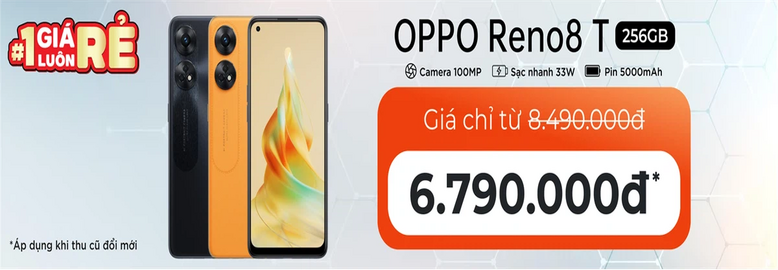 #1 GIÁ LUÔN RẺ
OPPO Reno8 T 256GB
Camera 100MP Sạc nhanh 33W Pin 5000mAh
Giá chỉ từ 8.490.000đ
6.790.000đ*
*Áp dụng khi thu cũ đổi mới